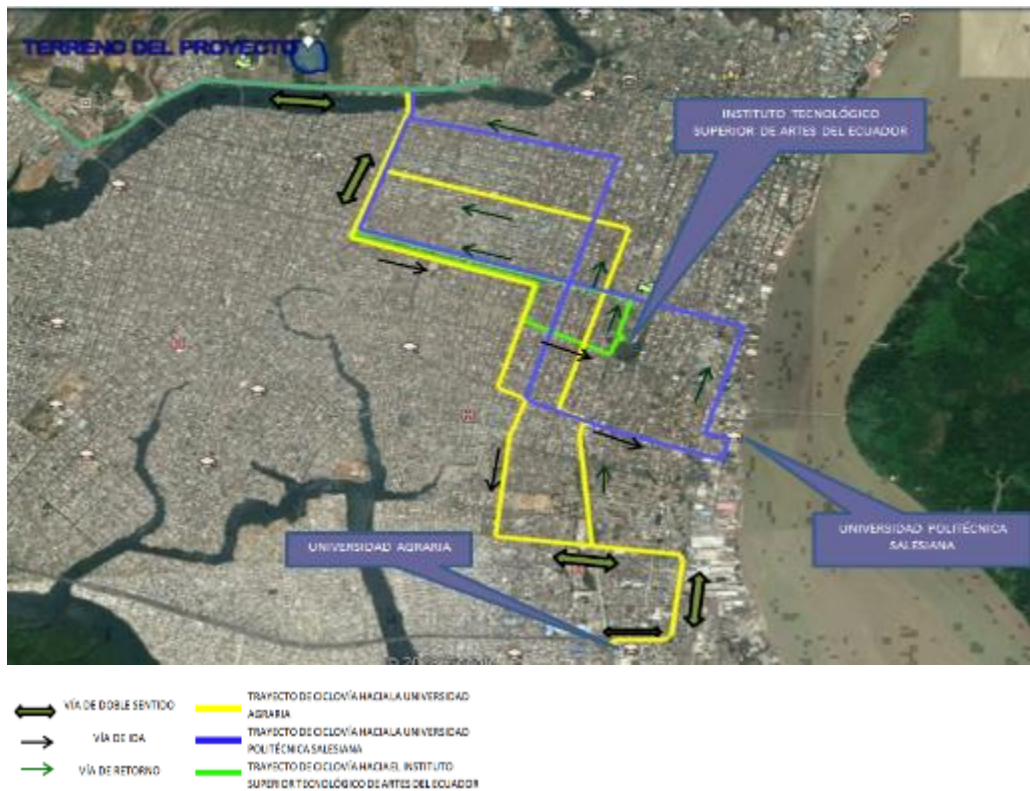 TERRENO DEL PROYECTO
INSTITUTO TECNOLÓGICO
SUPERIOR DE ARTES DEL ECUADOR
UNIVERSIDAD POLITÉCNICA
SALESIANA
UNIVERSIDAD AGRARIA
VÍA DE DOBLE SENTIDO
VÍA DE IDA
VÍA DE RETORNO
TRAYECTO DE CICLOVÍA HACIA LA UNIVERSIDAD
AGRARIA
TRAYECTO DE CICLOVÍA HACIA LA UNIVERSIDAD
POLITÉCNICA SALESIANA
TRAYECTO DE CICLOVÍA HACIA EL INSTITUTO
SUPERIOR TECNOLÓGICO DE ARTES DEL ECUADOR